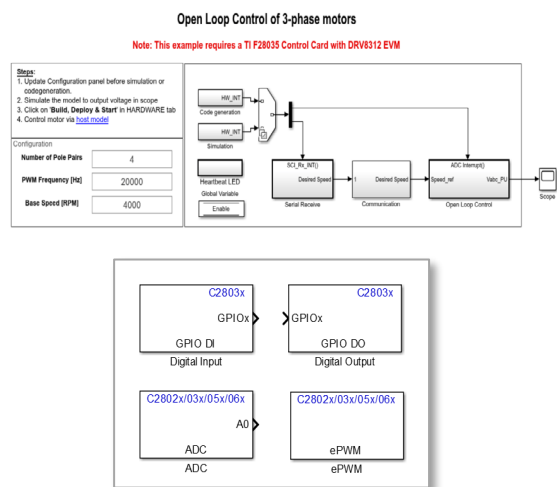 Open Loop Control of 3-phase motors
Note: This example requires a TI F28035 Control Card with DRV8312 EVM
Steps:
1. Update Configuration panel before simulation or
codegeneration.
2. Simulate the model to output voltage in scope
3. Click on 'Build, Deploy & Start' in HARDWARE tab
4. Control motor via host model
Configuration
Number of Pole Pairs
4
PWM Frequency [Hz]
20000
Base Speed [RPM]
4000
HW_INT
Code generation
HW_INT
Simulation
Heartbeat LED
Global Variable
Enable
SCI_Rx_INT()
Desired Speed
Serial Receive
1
Desired Speed
Communication
ADC Interrupt()
Speed_ref
Vabc_PU
Open Loop Control
Scope
C2803x
GPIOx
GPIO DI
Digital Input
C2803x
GPIOx
GPIO DO
Digital Output
C2802x/03x/05x/06x
A0
ADC
ADC
C2802x/03x/05x/06x
ePWM
ePWM